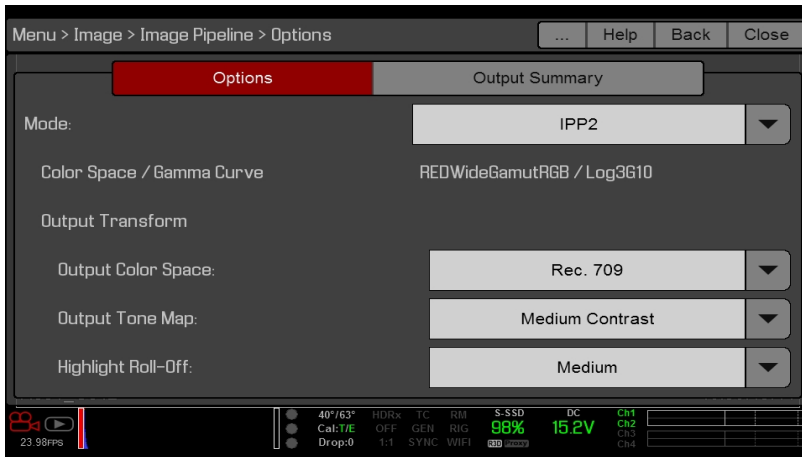 Menu > Image > Image Pipeline > Options ... Help Back Close
Options Output Summary
Mode: IPP2
Color Space / Gamma Curve REDWideGamutRGB / Log3G10
Output Transform
Output Color Space: Rec. 709
Output Tone Map: Medium Contrast
Highlight Roll-Off: Medium
40°/63° HDRx TC RM S-SSD DC Ch1
Cal:T/E OFF GEN RIG 98% 15.2V Ch2
Ch3
23.98FPS Drop:0 1:1 SYNC WIFI R3D Proxy Ch4